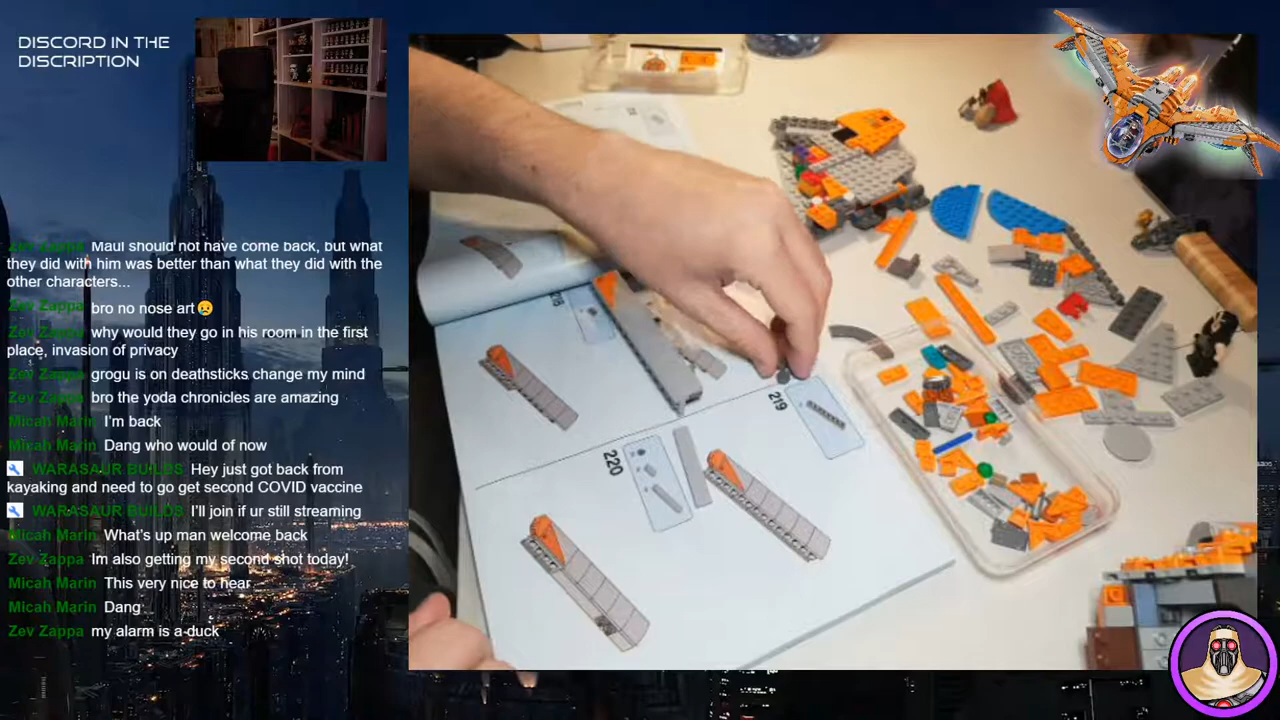 DISCORD IN THE
DISCRIPTION
Zev Zappa Maul should not have come back, but what
they did with him was better than what they did with the
other characters...
Zev Zappa bro no nose art😥
Zev Zappa why would they go in his room in the first
place, invasion of privacy
Zev Zappa grogu is on deathsticks change my mind
Zev Zappa bro the yoda chronicles are amazing
Micah Marin I'm back
Micah Marin Dang who would of now
WARASAUR BUILDS Hey just got back from
kayaking and need to go get second COVID vaccine
WARASAUR BUILDS I'll join if ur still streaming
Micah Marin What's up man welcome back
Zev Zappa Im also getting my second shot today!
Micah Marin This very nice to hear
Micah Marin Dang
Zev Zappa my alarm is a duck
219
220